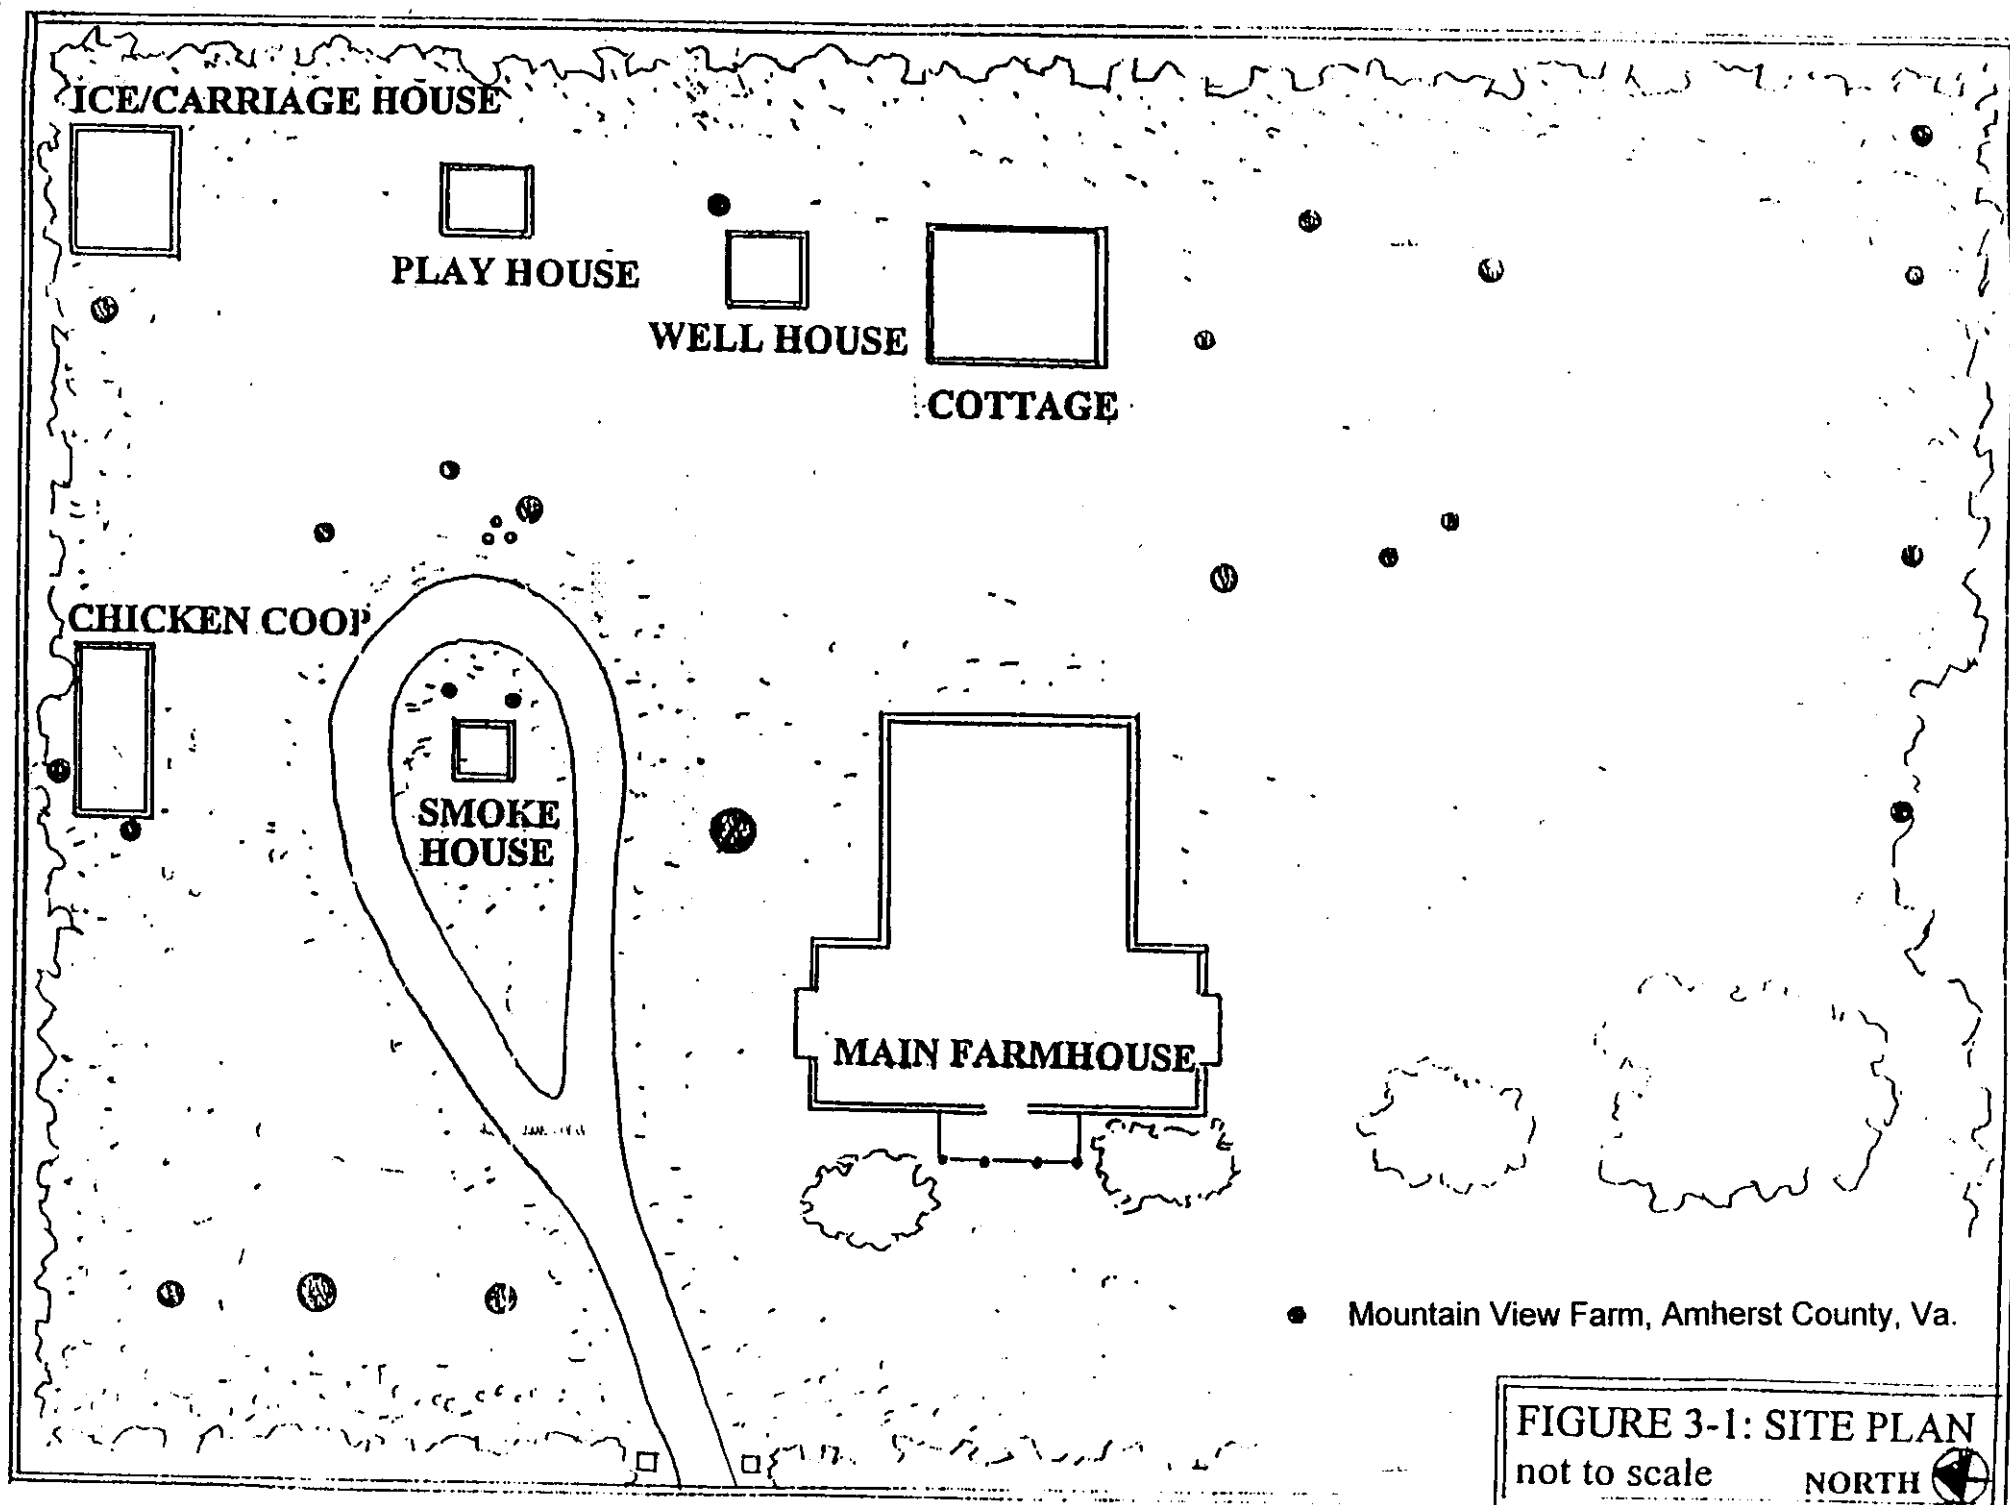 ICE/CARRIAGE HOUSE
PLAY HOUSE
WELL HOUSE
COTTAGE
CHICKEN COOP
SMOKE
HOUSE
MAIN FARMHOUSE
Mountain View Farm, Amherst County, Va.
FIGURE 3-1: SITE PLAN
not to scale
NORTH